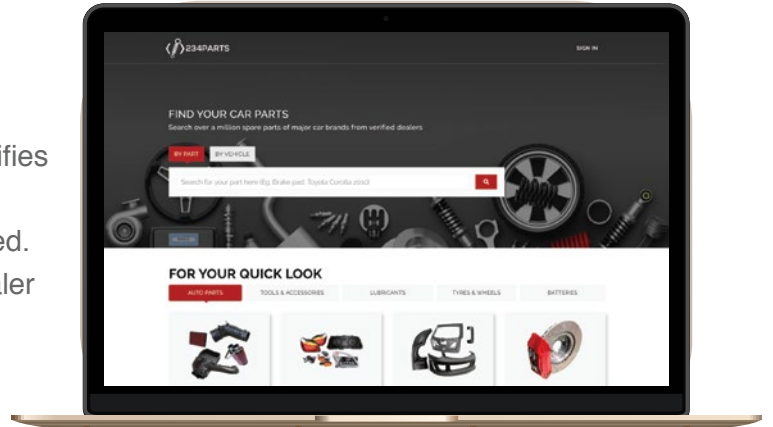 ifies
ed.
aler
234PARTS
SIGN IN
FIND YOUR CAR PARTS
Search over a million spare parts of major car brands from verified dealers
BY PART BY VEHICLE
Search for your part here (Eg. Brake pad, Toyota Corolla 2010)
FOR YOUR QUICK LOOK
AUTO PARTS TOOLS & ACCESSORIES LUBRICANTS TYRES & WHEELS BATTERIES